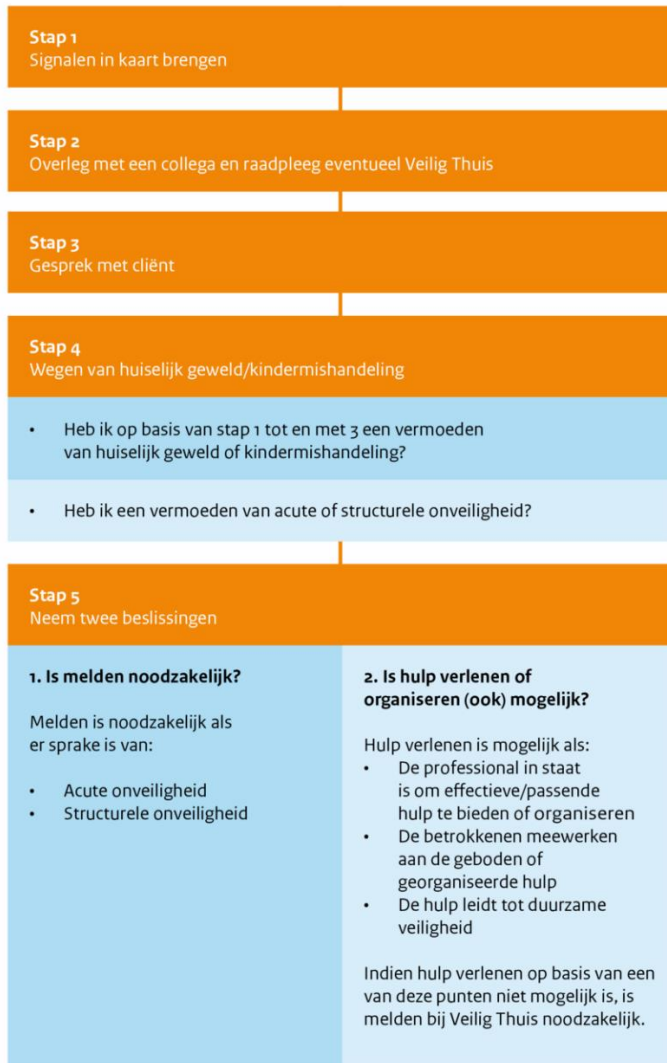 Stap 1
Signalen in kaart brengen
Stap 2
Overleg met een collega en raadpleeg eventueel Veilig Thuis
Stap 3
Gesprek met cliënt
Stap 4
Wegen van huiselijk geweld/kindermishandeling
• Heb ik op basis van stap 1 tot en met 3 een vermoeden
van huiselijk geweld of kindermishandeling?
• Heb ik een vermoeden van acute of structurele onveiligheid?
Stap 5
Neem twee beslissingen
1. Is melden noodzakelijk?
Melden is noodzakelijk als
er sprake is van:
• Acute onveiligheid
• Structurele onveiligheid
2. Is hulp verlenen of
organiseren (ook) mogelijk?
Hulp verlenen is mogelijk als:
• De professional in staat
is om effectieve/passende
hulp te bieden of organiseren
• De betrokkenen meewerken
aan de geboden of
georganiseerde hulp
• De hulp leidt tot duurzame
veiligheid
Indien hulp verlenen op basis van een
van deze punten niet mogelijk is, is
melden bij Veilig Thuis noodzakelijk.